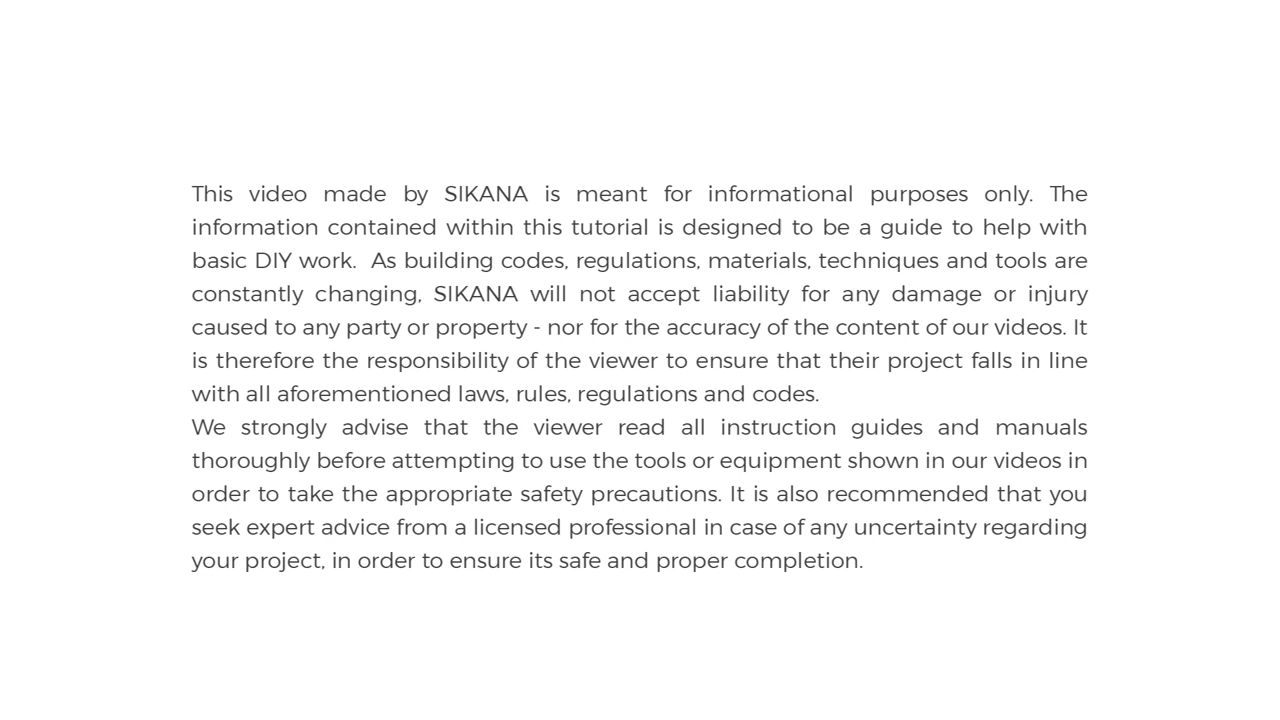 This video made by SIKANA is meant for informational purposes only. The
information contained within this tutorial is designed to be a guide to help with
basic DIY work.  As building codes, regulations, materials, techniques and tools are
constantly changing, SIKANA will not accept liability for any damage or injury
caused to any party or property - nor for the accuracy of the content of our videos. It
is therefore the responsibility of the viewer to ensure that their project falls in line
with all aforementioned laws, rules, regulations and codes.
We strongly advise that the viewer read all instruction guides and manuals
thoroughly before attempting to use the tools or equipment shown in our videos in
order to take the appropriate safety precautions. It is also recommended that you
seek expert advice from a licensed professional in case of any uncertainty regarding
your project, in order to ensure its safe and proper completion.